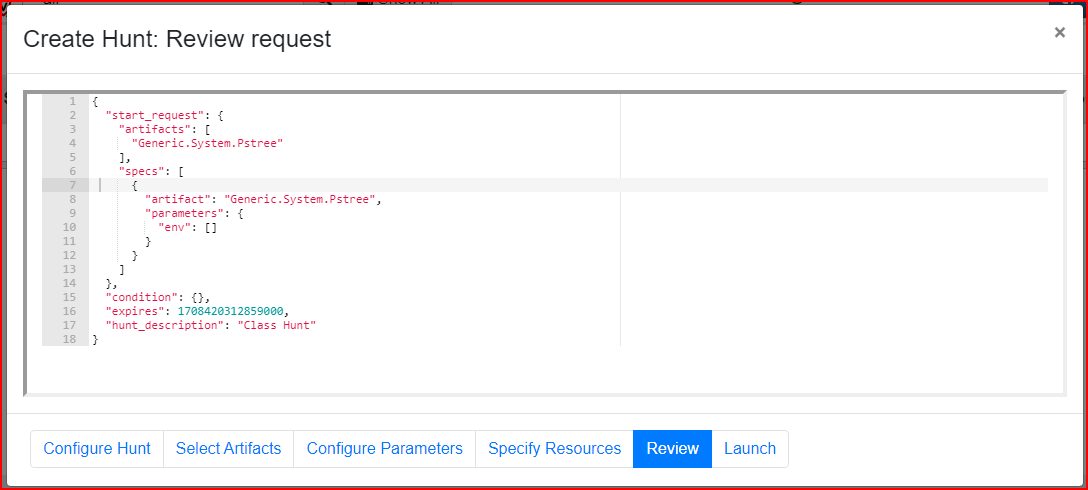 Create Hunt: Review request ×
1 {
2 "start_request": {
3 "artifacts": [
4 "Generic.System.Pstree"
5 ],
6 "specs": [
7 {
8 "artifact": "Generic.System.Pstree",
9 "parameters": {
10 "env": []
11 }
12 }
13 ]
14 },
15 "condition": {},
16 "expires": 1708420312859000,
17 "hunt_description": "Class Hunt"
18 }
Configure Hunt Select Artifacts Configure Parameters Specify Resources Review Launch